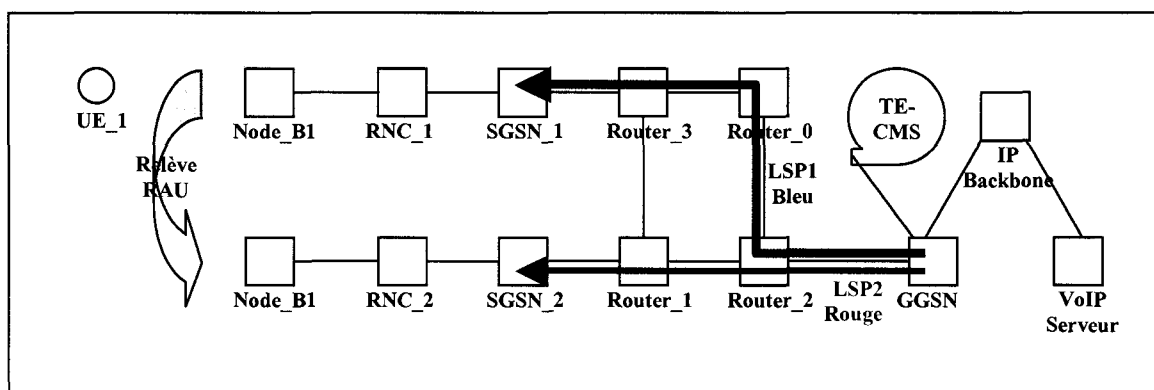 UE_1
Node_B1
RNC_1
SGSN_1
Router_3
Router_0
TE-
CMS
IP
Backbone
Relève
RAU
LSP1
Bleu
Node_B1
RNC_2
SGSN_2
Router_1
Router_2
LSP2
Rouge
GGSN
VoIP
Serveur